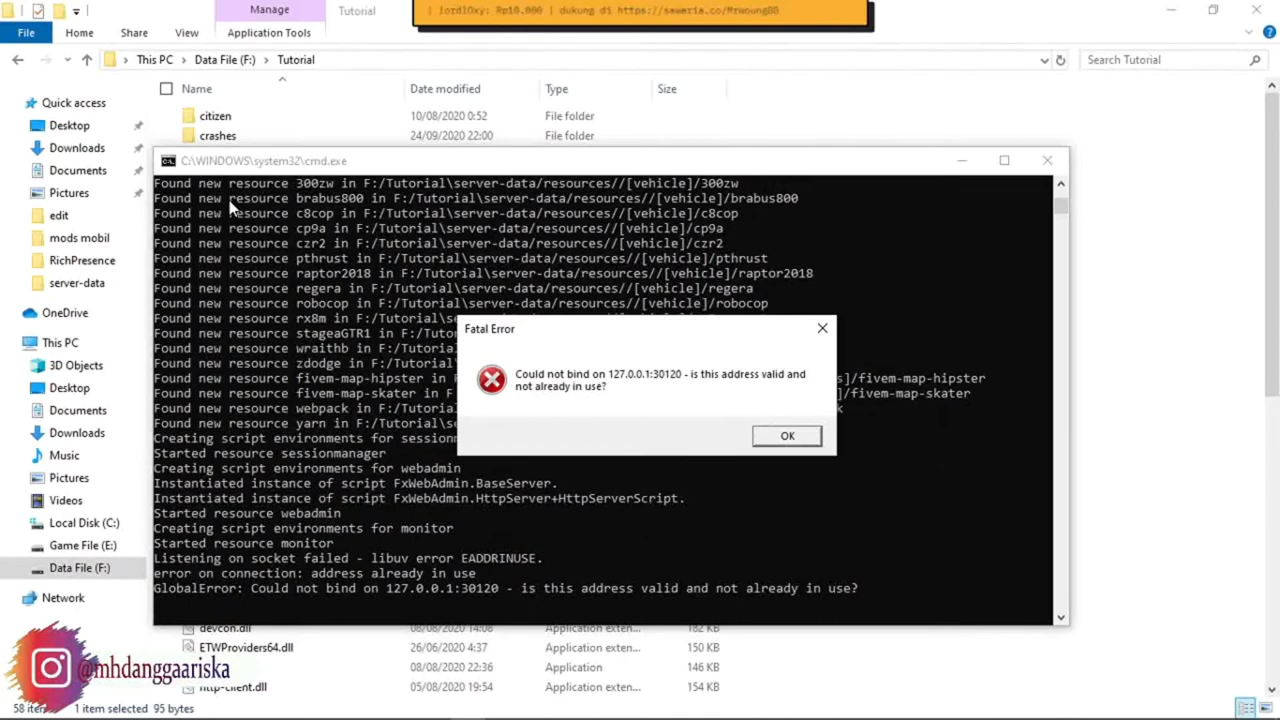 Manage
Tutorial
| lordlOxy: Rp10.000 | dukung di https://saweria.co/MrwoungBB
File
Home
Share
View
Application Tools
This PC
Data File (F:)
Tutorial
Search Tutorial
Name
Date modified
Type
Size
Quick access
Desktop
Downloads
Documents
Pictures
edit
mods mobil
RichPresence
server-data
OneDrive
This PC
3D Objects
Desktop
Documents
Downloads
Music
Pictures
Videos
Local Disk (C:)
Game File (E:)
Data File (F:)
Network
citizen 10/08/2020 0:52 File folder
crashes 24/09/2020 22:00 File folder
C:\WINDOWS\system32\cmd.exe
Found new resource 300zw in F:/Tutorial\server-data/resources//[vehicle]/300zw
Found new resource brabus800 in F:/Tutorial\server-data/resources//[vehicle]/brabus800
Found new resource c8cop in F:/Tutorial\server-data/resources//[vehicle]/c8cop
Found new resource cp9a in F:/Tutorial\server-data/resources//[vehicle]/cp9a
Found new resource czr2 in F:/Tutorial\server-data/resources//[vehicle]/czr2
Found new resource pthrust in F:/Tutorial\server-data/resources//[vehicle]/pthrust
Found new resource raptor2018 in F:/Tutorial\server-data/resources//[vehicle]/raptor2018
Found new resource regera in F:/Tutorial\server-data/resources//[vehicle]/regera
Found new resource robocop in F:/Tutorial\server-data/resources//[vehicle]/robocop
Found new resource rx8m in F:/Tutorial\se
Found new resource stageaGTR1 in F:/Tuto
Found new resource wraithb in F:/Tutorial
Found new resource zdodge in F:/Tutorial\
Found new resource fivem-map-hipster in F s]/fivem-map-hipster
Found new resource fivem-map-skater in F: ]/fivem-map-skater
Found new resource webpack in F:/Tutorial k
Found new resource yarn in F:/Tutorial\se
Creating script environments for sessionm
Started resource sessionmanager
Creating script environments for webadmin
Instantiated instance of script FxWebAdmin.BaseServer.
Instantiated instance of script FxWebAdmin.HttpServer+HttpServerScript.
Started resource webadmin
Creating script environments for monitor
Started resource monitor
Listening on socket failed - libuv error EADDRINUSE.
error on connection: address already in use
GlobalError: Could not bind on 127.0.0.1:30120 - is this address valid and not already in use?
Fatal Error
Could not bind on 127.0.0.1:30120 - is this address valid and
not already in use?
OK
devcon.dll 08/08/2020 14:08 Application exten... 182 KB
ETWProviders64.dll 26/06/2020 4:37 Application exten... 150 KB
08/08/2020 22:36 Application 146 KB
http-client.dll 05/08/2020 19:54 Application exten... 154 KB
@mhdanggaariska
58 items 1 item selected 95 bytes